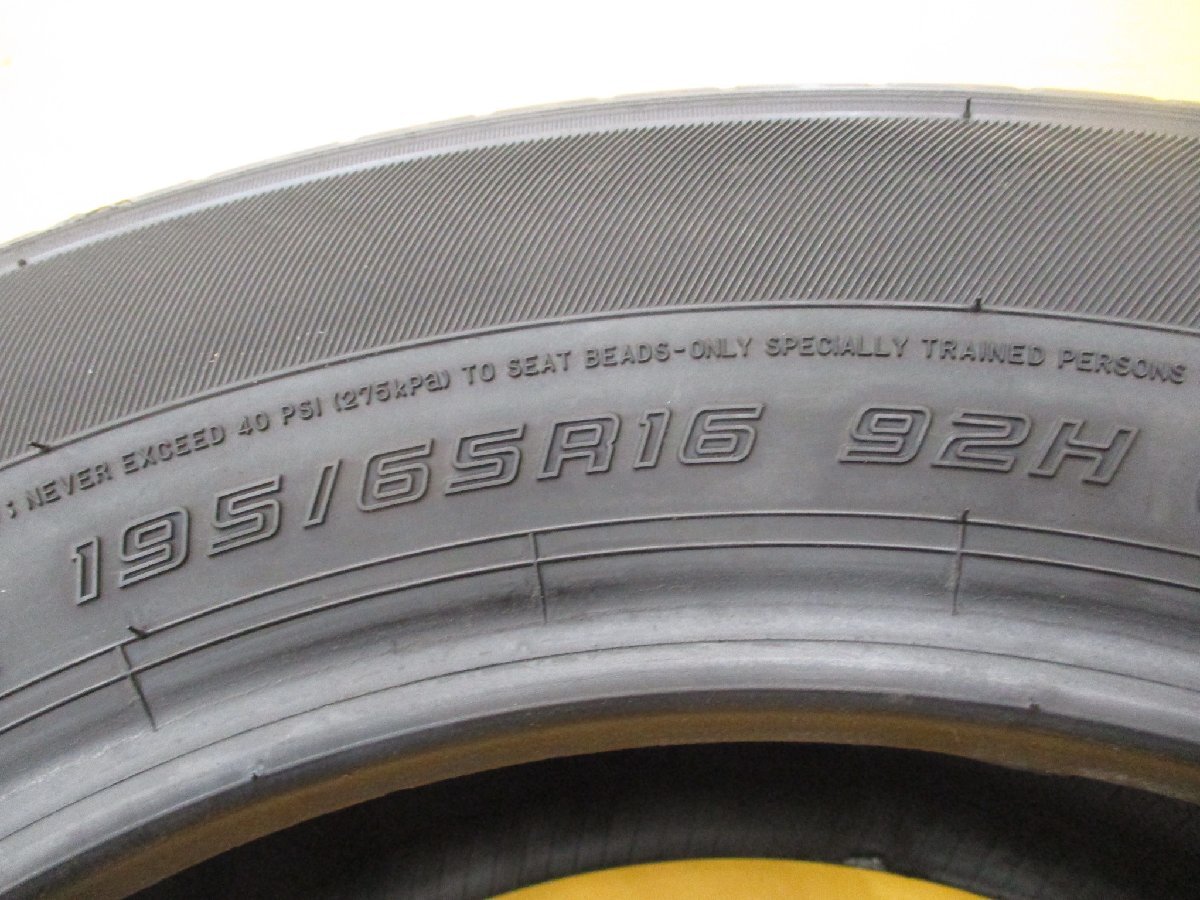 ; NEVER EXCEED 40 PSI (275kPa) TO SEAT BEADS-ONLY SPECIALLY TRAINED PERSONS
195/65R16 92H